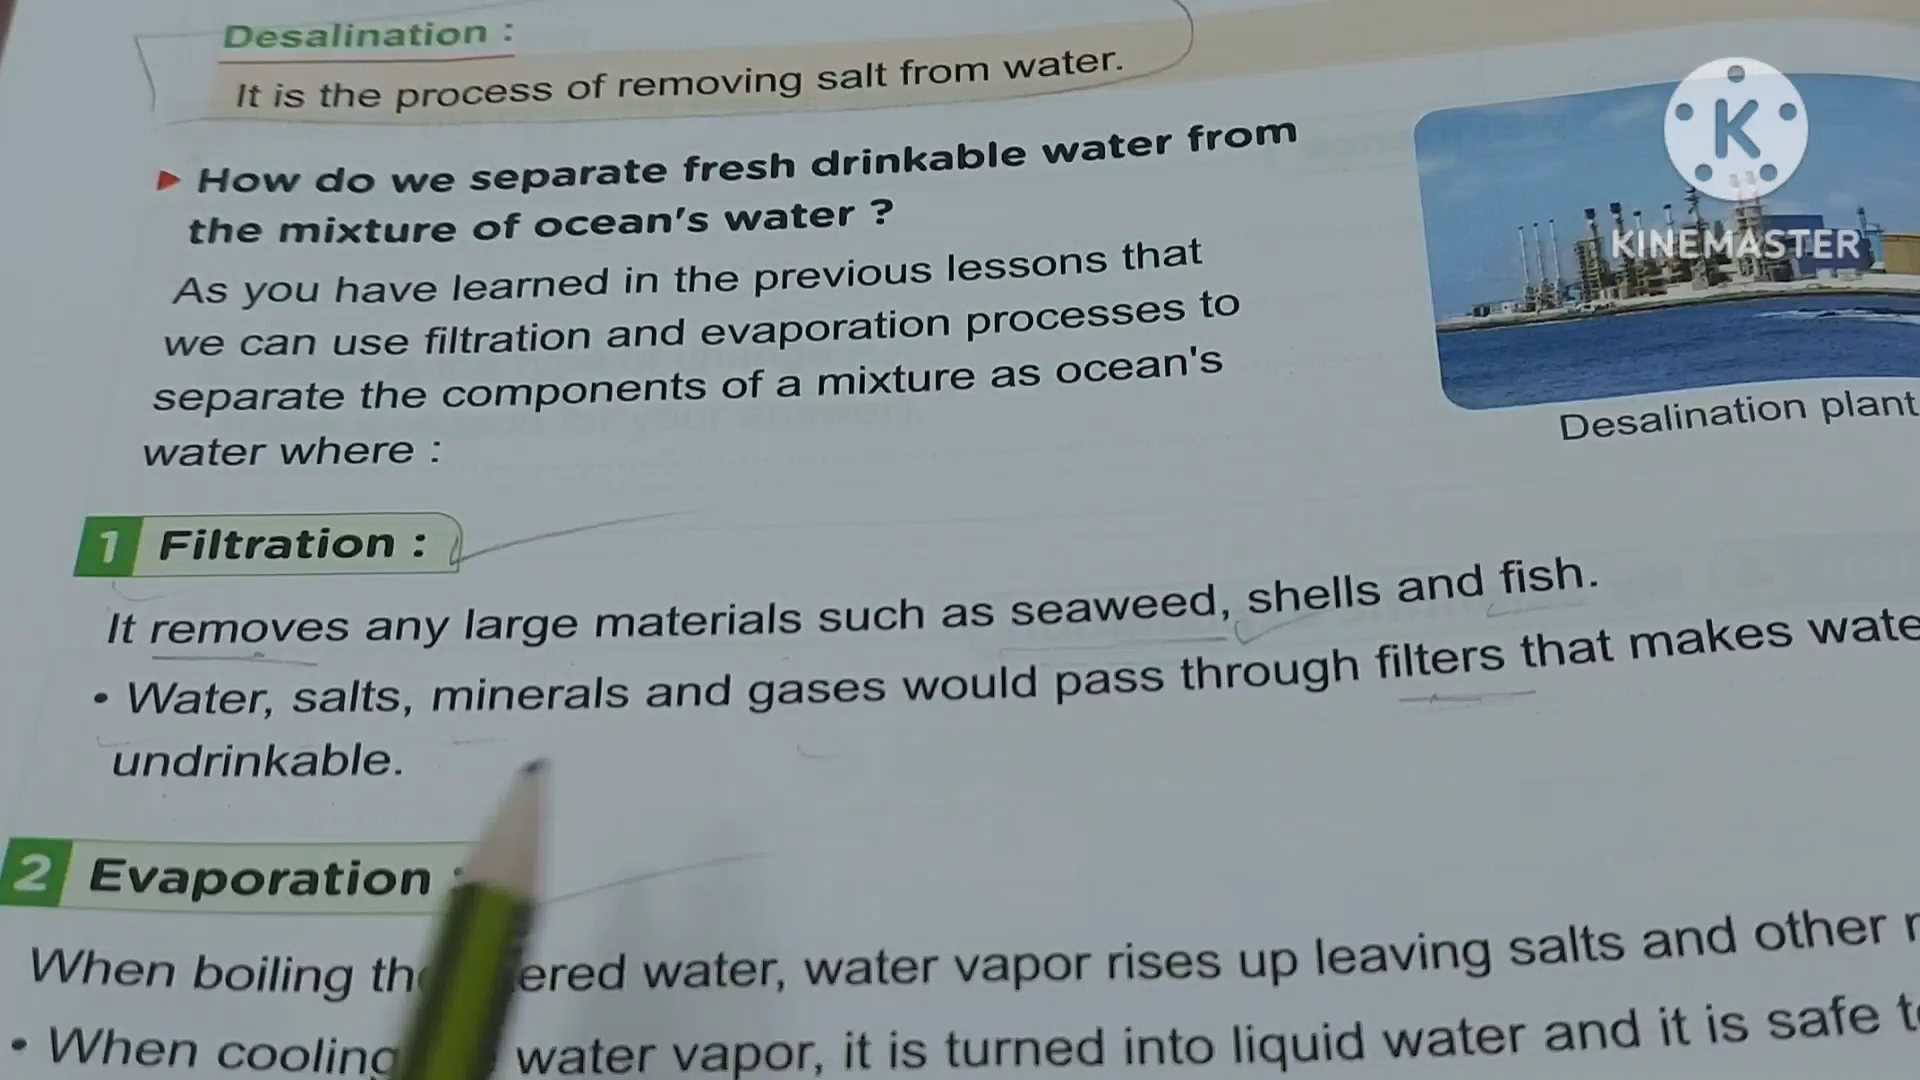 Desalination :
It is the process of removing salt from water.
K
KINEMASTER
How do we separate fresh drinkable water from
the mixture of ocean's water ?
As you have learned in the previous lessons that
we can use filtration and evaporation processes to
separate the components of a mixture as ocean's
water where :
Desalination plant
1 Filtration :
It removes any large materials such as seaweed, shells and fish.
• Water, salts, minerals and gases would pass through filters that makes
undrinkable.
2 Evaporation :
When boiling water, water vapor rises up leaving salts and other
• When cooling water vapor, it is turned into liquid water and it is safe